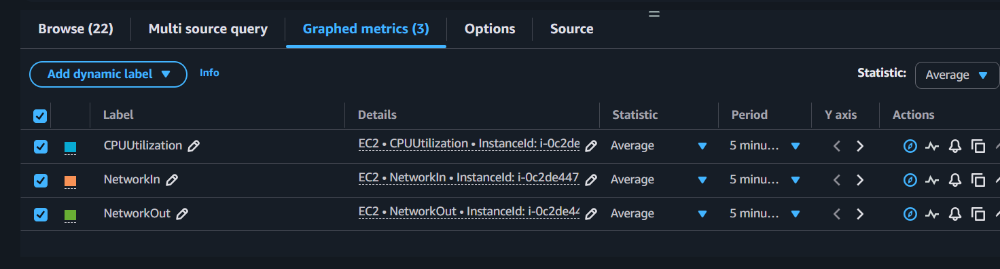 Browse (22) Multi source query Graphed metrics (3) Options Source
Add dynamic label Info Statistic: Average
Label Details Statistic Period Y axis Actions
CPUUtilization EC2 • CPUUtilization • InstanceId: i-0c2de Average 5 minu...
NetworkIn EC2 • NetworkIn • InstanceId: i-0c2de447 Average 5 minu...
NetworkOut EC2 • NetworkOut • InstanceId: i-0c2de44 Average 5 minu...